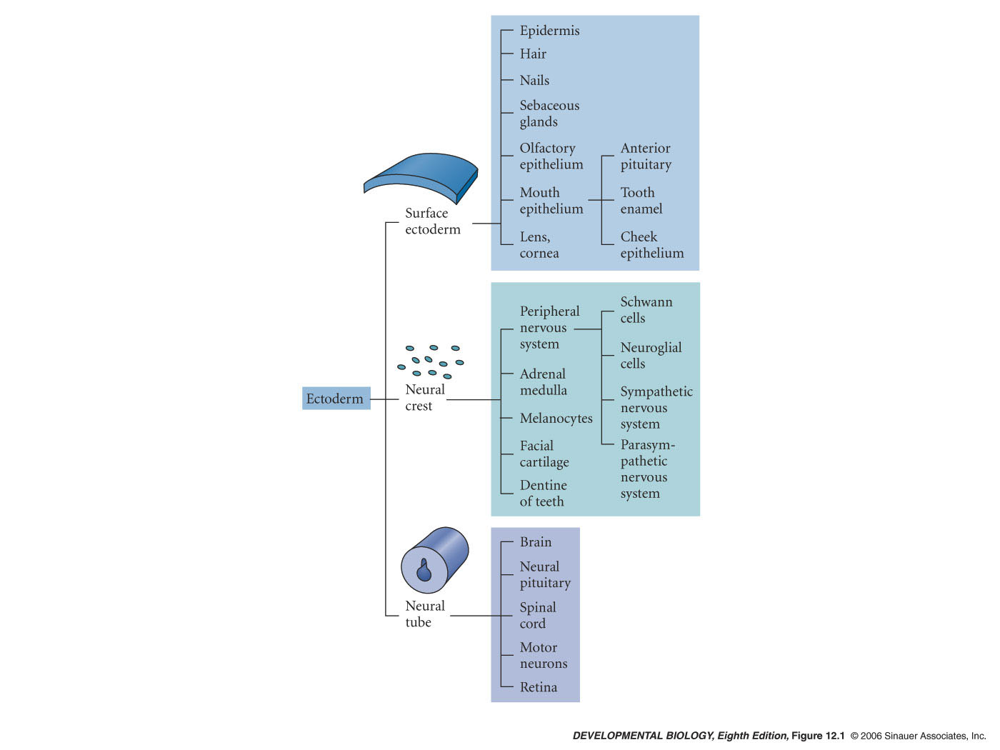 Epidermis
Hair
Nails
Sebaceous
glands
Olfactory
epithelium
Mouth
epithelium
Lens,
cornea
Anterior
pituitary
Tooth
enamel
Cheek
epithelium
Surface
ectoderm
Peripheral
nervous
system
Adrenal
medulla
Melanocytes
Facial
cartilage
Dentine
of teeth
Schwann
cells
Neuroglial
cells
Sympathetic
nervous
system
Parasym-
pathetic
nervous
system
Ectoderm
Neural
crest
Brain
Neural
pituitary
Spinal
cord
Motor
neurons
Retina
Neural
tube
DEVELOPMENTAL BIOLOGY, Eighth Edition, Figure 12.1 © 2006 Sinauer Associates, Inc.